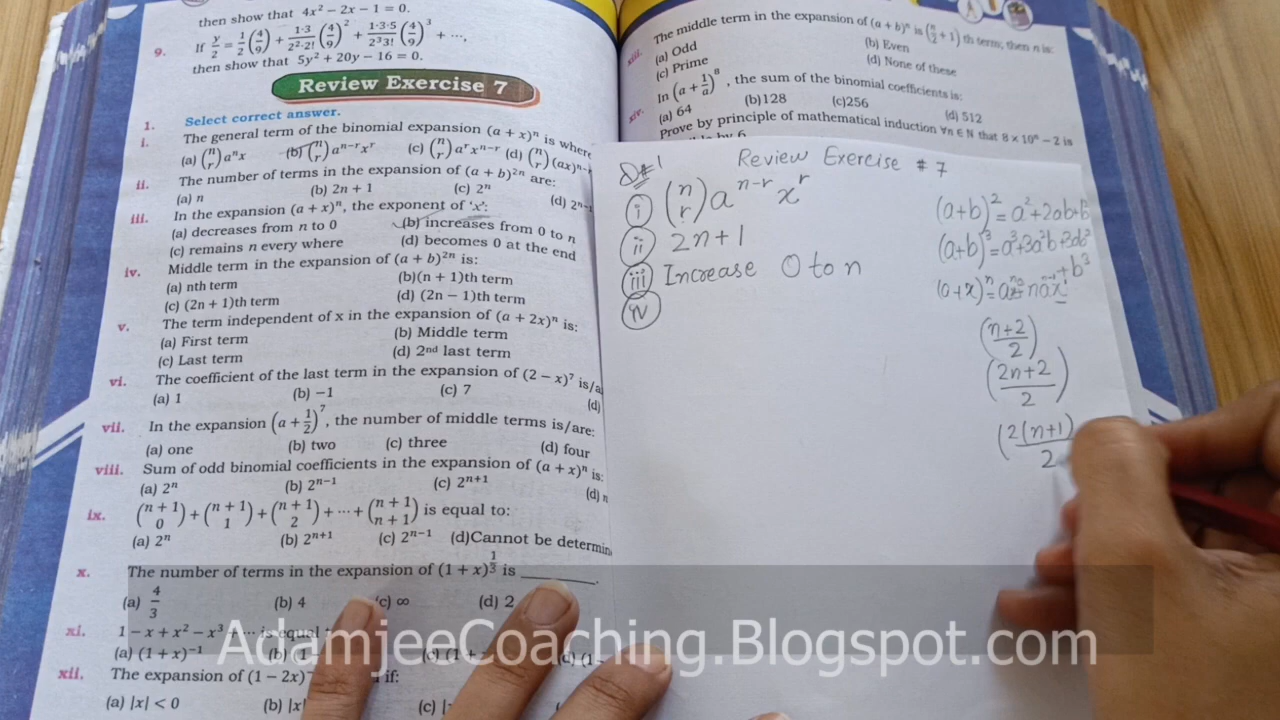 then show that 4x² − 2x − 1 = 0.
9. If y/2 = 1/2 (4/9) + 1·3/2²·2! (4/9)² + 1·3·5/2³3! (4/9)³ + ⋯,
then show that 5y² + 20y − 16 = 0.
Review Exercise 7
1. Select correct answer.
i. The general term of the binomial expansion (a + x)ⁿ is where
(a) (n r) aⁿx (b) (n r) aⁿ⁻ʳxʳ (c) (n r) aʳxⁿ⁻ʳ (d) (n r) (ax)ⁿ⁻
ii. The number of terms in the expansion of (a + b)²ⁿ are:
(a) n (b) 2n + 1 (c) 2ⁿ (d) 2ⁿ⁻¹
iii. In the expansion (a + x)ⁿ, the exponent of 'x':
(a) decreases from n to 0 (b) increases from 0 to n
(c) remains n every where (d) becomes 0 at the end
iv. Middle term in the expansion of (a + b)²ⁿ is:
(a) nth term (b)(n + 1)th term
(c) (2n + 1)th term (d) (2n − 1)th term
v. The term independent of x in the expansion of (a + 2x)ⁿ is:
(a) First term (b) Middle term
(c) Last term (d) 2nd last term
vi. The coefficient of the last term in the expansion of (2 − x)⁷ is/a
(a) 1 (b) −1 (c) 7 (d)
vii. In the expansion (a + 1/2)⁷, the number of middle terms is/are:
(a) one (b) two (c) three (d) four
viii. Sum of odd binomial coefficients in the expansion of (a + x)ⁿ is:
(a) 2ⁿ (b) 2ⁿ⁻¹ (c) 2ⁿ⁺¹ (d) n
ix. (n + 1 0) + (n + 1 1) + (n + 1 2) + ⋯ + (n + 1 n + 1) is equal to:
(a) 2ⁿ (b) 2ⁿ⁺¹ (c) 2ⁿ⁻¹ (d)Cannot be determin
x. The number of terms in the expansion of (1 + x)^(1/3) is ______.
(a) 4/3 (b) 4 (c) ∞ (d) 2
xi. 1 − x + x² − x³ + ⋯ is equal
(a) (1 + x)⁻¹ (b) (1 − (c) (1 + (d) (1 −
xii. The expansion of (1 − 2x) if:
(a) |x| < 0 (b) |x| (c) |
xiii. The middle term in the expansion of (a + b)ⁿ is (n/2 + 1) th term; then n is:
(a) Odd (b) Even
(c) Prime (d) None of these
xiv. In (a + 1/a)⁸, the sum of the binomial coefficients is:
(a) 64 (b)128 (c)256 (d) 512
Prove by principle of mathematical induction ∀n ∈ N that 8 × 10ⁿ − 2 is
by 6
Review Exercise # 7
Q#1
i (n r) a^(n-r) x^r
ii 2n+1
iii Increase 0 to n
iv
(a+b)² = a²+2ab+b
(a+b)³ = a³+3a²b+3ab²
+b³
(a+x)ⁿ =
(n+2/2)
(2n+2/2)
(2(n+1)/2
AdamjeeCoaching.Blogspot.com